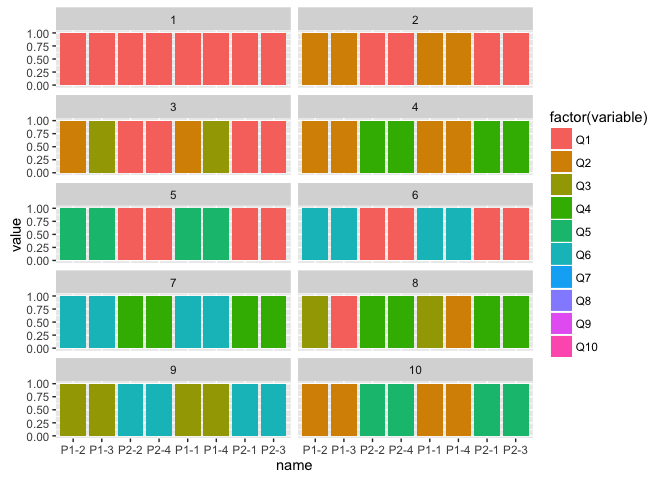 1 2
1.00
0.75
0.50
0.25
0.00
3 4
1.00
0.75
0.50
0.25
0.00
5 6
1.00
0.75
0.50
0.25
0.00
7 8
1.00
0.75
0.50
0.25
0.00
9 10
1.00
0.75
0.50
0.25
0.00
P1-2 P1-3 P2-2 P2-4 P1-1 P1-4 P2-1 P2-3 P1-2 P1-3 P2-2 P2-4 P1-1 P1-4 P2-1 P2-3
name
value
factor(variable)
Q1
Q2
Q3
Q4
Q5
Q6
Q7
Q8
Q9
Q10